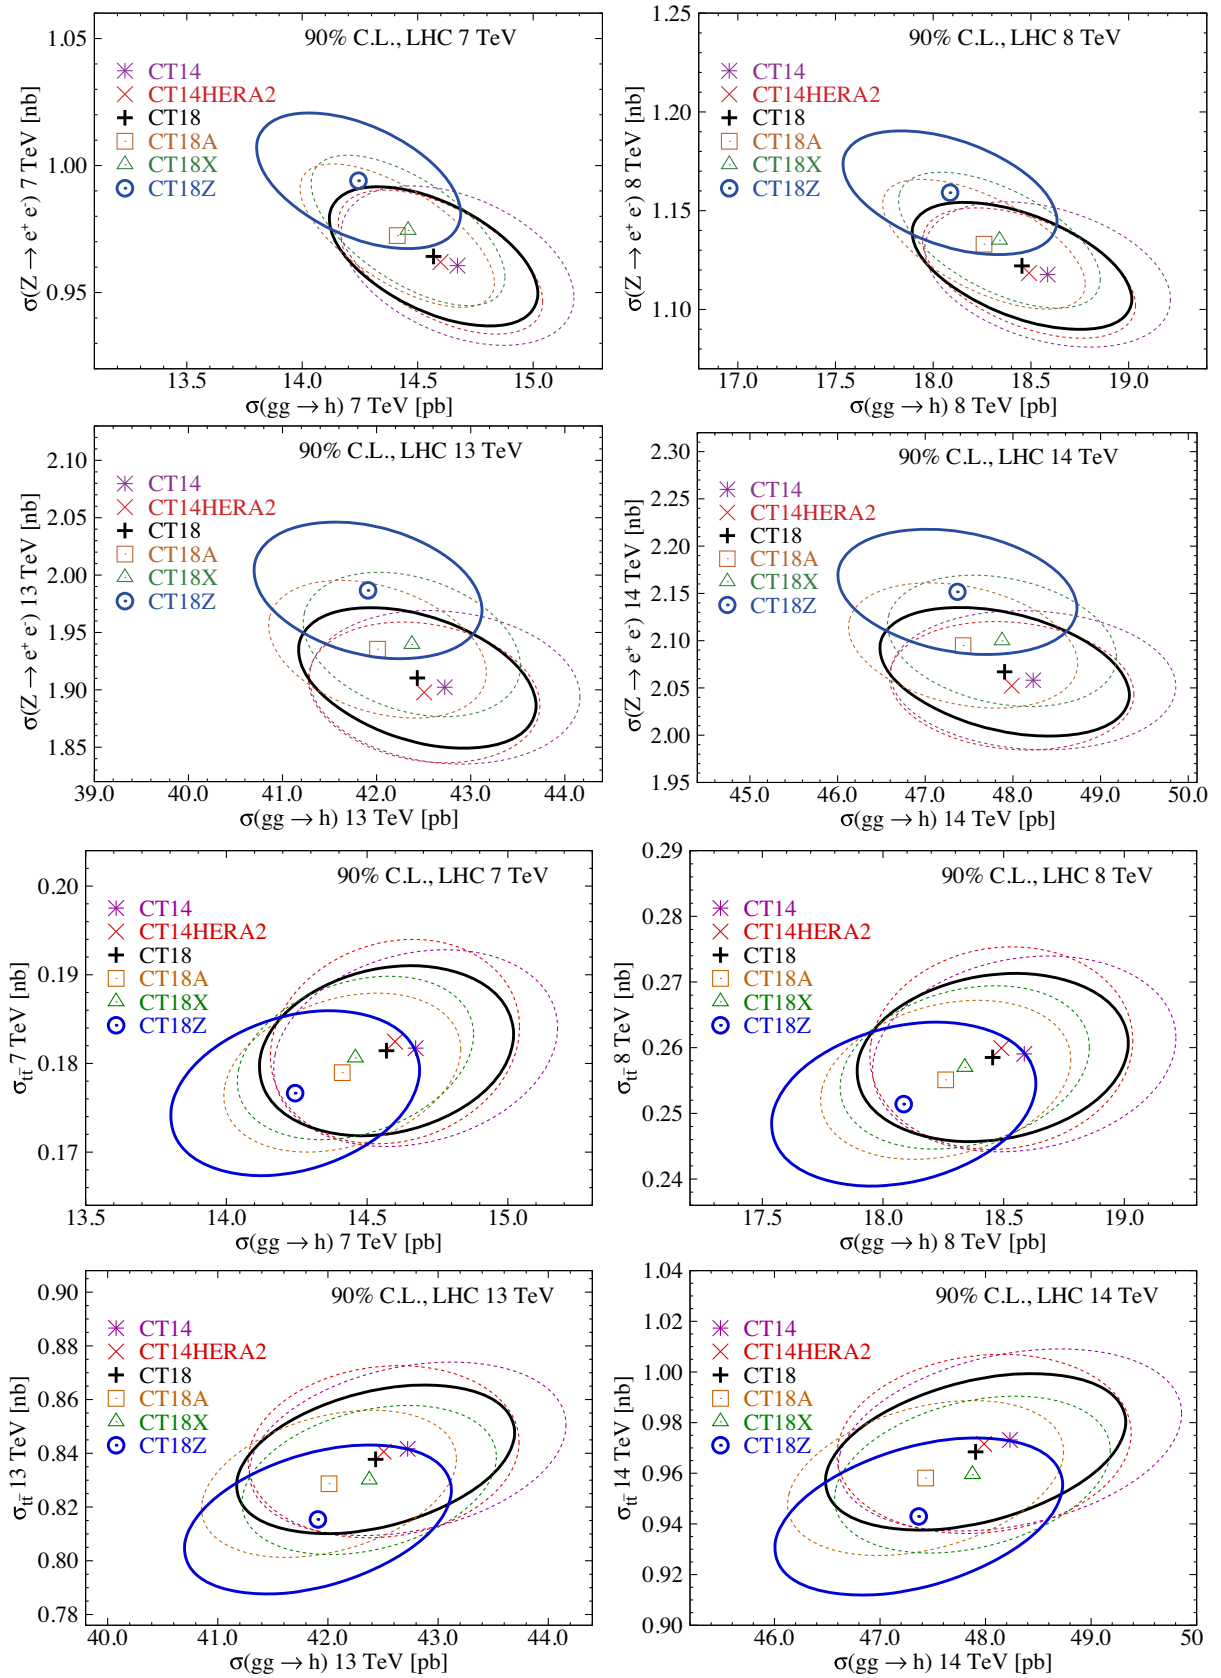 90% C.L., LHC 7 TeV
CT14
CT14HERA2
CT18
CT18A
CT18X
CT18Z
1.05
1.00
0.95
σ(Z → e⁺ e⁻) 7 TeV [nb]
13.5 14.0 14.5 15.0
σ(gg → h) 7 TeV [pb]
90% C.L., LHC 8 TeV
CT14
CT14HERA2
CT18
CT18A
CT18X
CT18Z
1.25
1.20
1.15
1.10
σ(Z → e⁺ e⁻) 8 TeV [nb]
17.0 17.5 18.0 18.5 19.0
σ(gg → h) 8 TeV [pb]
90% C.L., LHC 13 TeV
CT14
CT14HERA2
CT18
CT18A
CT18X
CT18Z
2.10
2.05
2.00
1.95
1.90
1.85
σ(Z → e⁺ e⁻) 13 TeV [nb]
39.0 40.0 41.0 42.0 43.0 44.0
σ(gg → h) 13 TeV [pb]
90% C.L., LHC 14 TeV
CT14
CT14HERA2
CT18
CT18A
CT18X
CT18Z
2.30
2.25
2.20
2.15
2.10
2.05
2.00
1.95
σ(Z → e⁺ e⁻) 14 TeV [nb]
45.0 46.0 47.0 48.0 49.0 50.0
σ(gg → h) 14 TeV [pb]
90% C.L., LHC 7 TeV
CT14
CT14HERA2
CT18
CT18A
CT18X
CT18Z
0.20
0.19
0.18
0.17
σtt̄ 7 TeV [nb]
13.5 14.0 14.5 15.0
σ(gg → h) 7 TeV [pb]
90% C.L., LHC 8 TeV
CT14
CT14HERA2
CT18
CT18A
CT18X
CT18Z
0.29
0.28
0.27
0.26
0.25
0.24
σtt̄ 8 TeV [nb]
17.5 18.0 18.5 19.0
σ(gg → h) 8 TeV [pb]
90% C.L., LHC 13 TeV
CT14
CT14HERA2
CT18
CT18A
CT18X
CT18Z
0.90
0.88
0.86
0.84
0.82
0.80
0.78
σtt̄ 13 TeV [nb]
40.0 41.0 42.0 43.0 44.0
σ(gg → h) 13 TeV [pb]
90% C.L., LHC 14 TeV
CT14
CT14HERA2
CT18
CT18A
CT18X
CT18Z
1.04
1.02
1.00
0.98
0.96
0.94
0.92
0.90
σtt̄ 14 TeV [nb]
46.0 47.0 48.0 49.0 50
σ(gg → h) 14 TeV [pb]